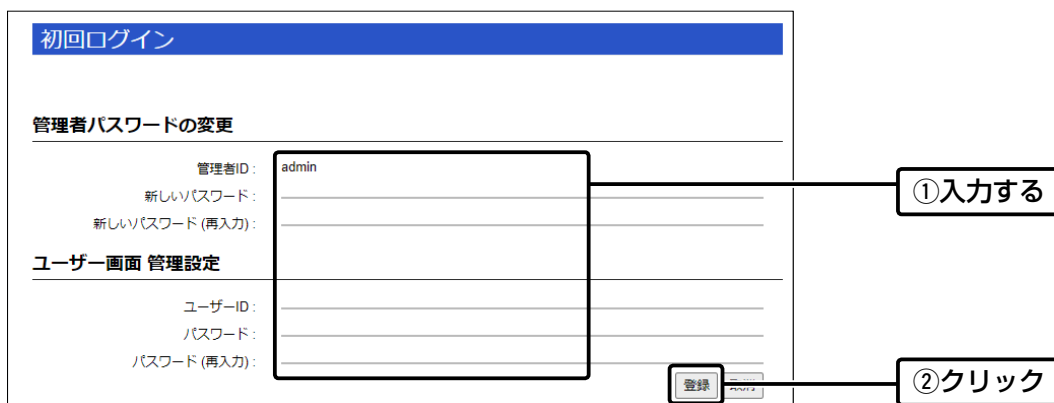 初回ログイン
管理者パスワードの変更
管理者ID : admin
新しいパスワード :
新しいパスワード (再入力) :
①入力する
ユーザー画面 管理設定
ユーザーID :
パスワード :
パスワード (再入力) :
登録
②クリック